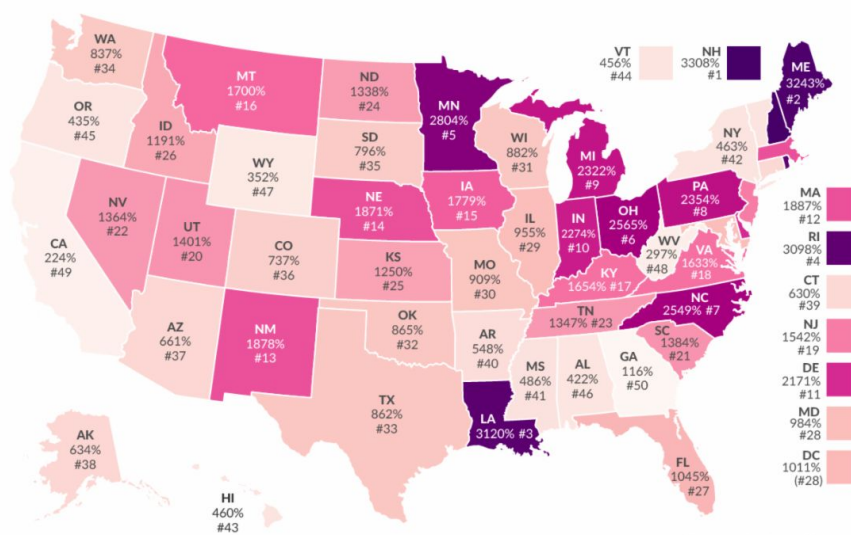 WA
837%
#34
OR
435%
#45
CA
224%
#49
NV
1364%
#22
ID
1191%
#26
MT
1700%
#16
WY
352%
#47
UT
1401%
#20
AZ
661%
#37
CO
737%
#36
NM
1878%
#13
ND
1338%
#24
SD
796%
#35
NE
1871%
#14
KS
1250%
#25
OK
865%
#32
TX
862%
#33
MN
2804%
#5
IA
1779%
#15
MO
909%
#30
AR
548%
#40
LA
3120% #3
WI
882%
#31
IL
955%
#29
MI
2322%
#9
IN
2274%
#10
OH
2565%
#6
KY
1654% #17
TN
1347% #23
MS
486%
#41
AL
422%
#46
GA
116%
#50
FL
1045%
#27
SC
1384%
#21
NC
2549% #7
VA
1633%
#18
WV
297%
#48
PA
2354%
#8
NY
463%
#42
VT
456%
#44
NH
3308%
#1
ME
3243%
#2
MA
1887%
#12
RI
3098%
#4
CT
630%
#39
NJ
1542%
#19
DE
2171%
#11
MD
984%
#28
DC
1011%
(#28)
AK
634%
#38
HI
460%
#43